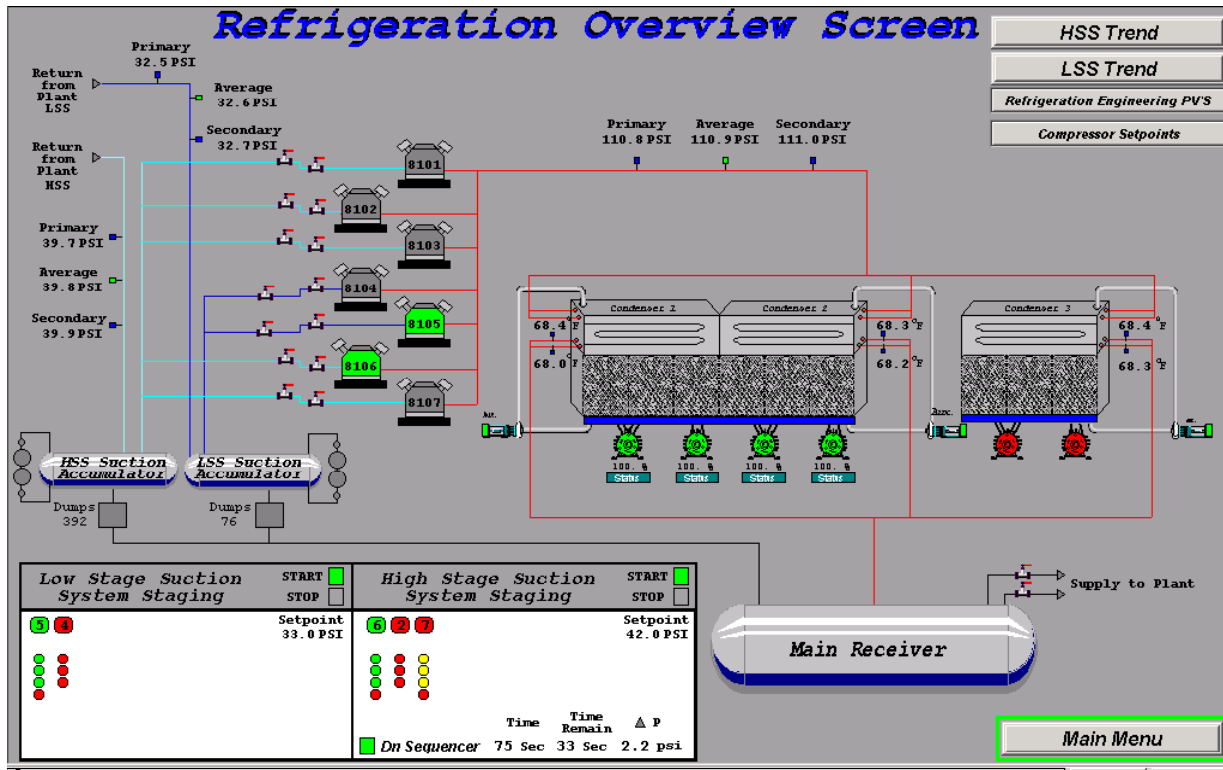 Refrigeration Overview Screen
HSS Trend
LSS Trend
Refrigeration Engineering PV'S
Compressor Setpoints
Primary
32.5 PSI
Return
from
Plant
LSS
Average
32.6 PSI
Secondary
32.7 PSI
Return
from
Plant
HSS
Primary
39.7 PSI
Average
39.8 PSI
Secondary
39.9 PSI
8101
8102
8103
8104
8105
8106
8107
Primary
110.8 PSI
Average
110.9 PSI
Secondary
111.0 PSI
Condenser 1
Condenser 2
Condenser 3
68.4 °F
68.0 °F
68.3 °F
68.2 °F
68.4 °F
68.3 °F
100. %
Status
100. %
Status
100. %
Status
100. %
Status
HSS Suction
Accumulator
LSS Suction
Accumulator
Dumps
392
Dumps
76
Low Stage Suction
System Staging
START
STOP
5 4
Setpoint
33.0 PSI
High Stage Suction
System Staging
START
STOP
6 2 7
Setpoint
42.0 PSI
Time
Time
Remain
Δ P
Dn Sequencer 75 Sec 33 Sec 2.2 psi
Supply to Plant
Main Receiver
Main Menu